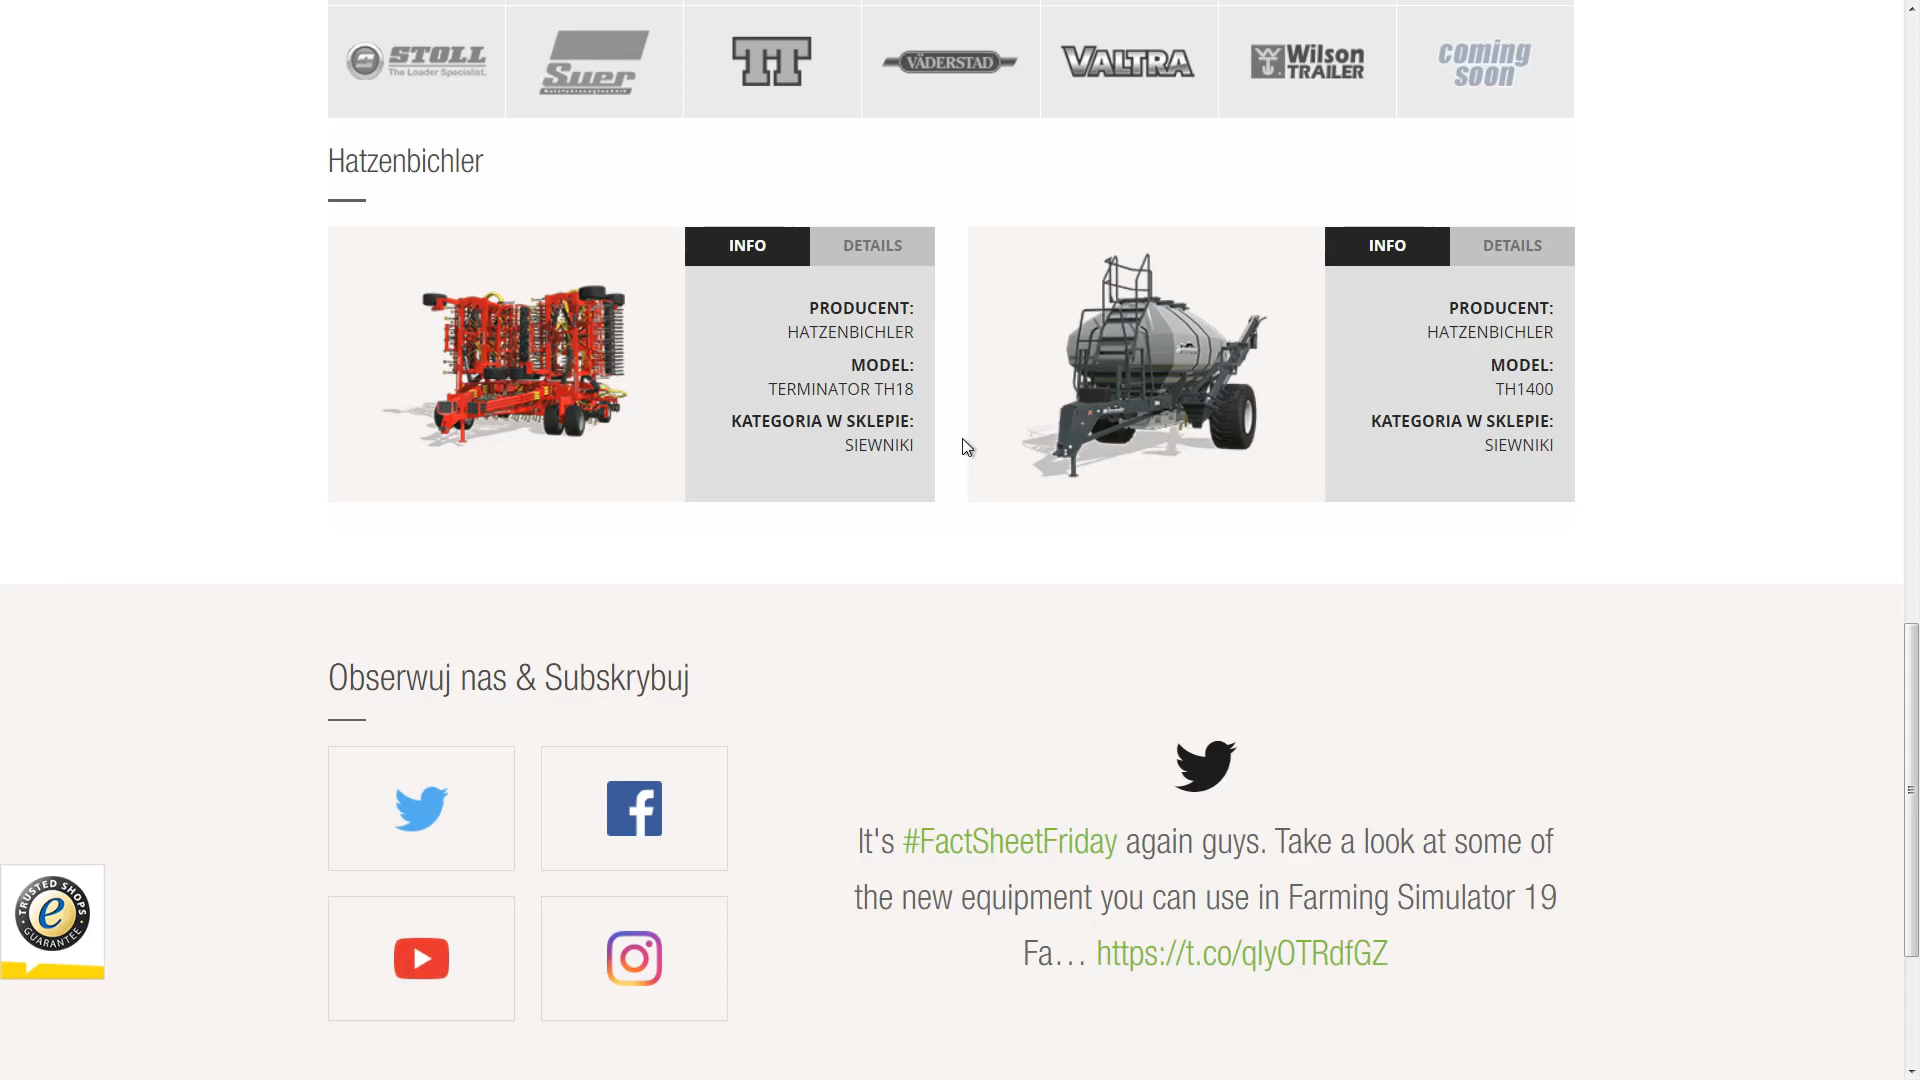 STOLL
The Loader Specialist.
Suer
TT
VÄDERSTAD
VALTRA
Wilson
TRAILER
coming
soon
Hatzenbichler
INFO
DETAILS
PRODUCENT:
HATZENBICHLER
MODEL:
TERMINATOR TH18
KATEGORIA W SKLEPIE:
SIEWNIKI
INFO
DETAILS
PRODUCENT:
HATZENBICHLER
MODEL:
TH1400
KATEGORIA W SKLEPIE:
SIEWNIKI
Obserwuj nas & Subskrybuj
It's #FactSheetFriday again guys. Take a look at some of
the new equipment you can use in Farming Simulator 19
Fa… https://t.co/qlyOTRdfGZ
TRUSTED SHOPS
e
GUARANTEE